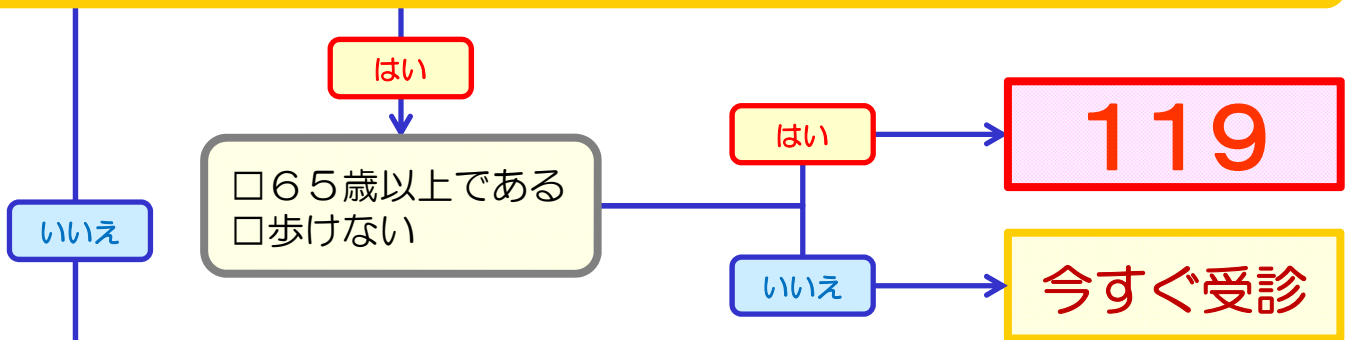 はい
はい
119
□65歳以上である
□歩けない
いいえ
いいえ
今すぐ受診